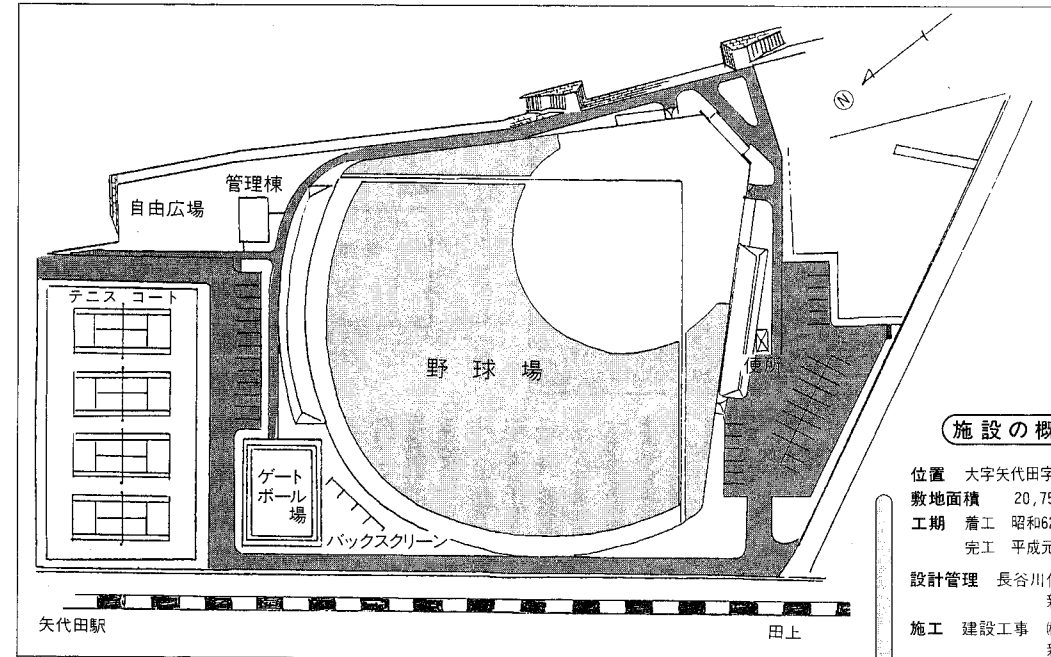 N
管理棟
自由広場
テニス コート
野球場
便所
ゲート
ボール
場
バックスクリーン
矢代田駅
田上
施設の概
位置 大字矢代田字
敷地面積 20,75
工期 着工 昭和62
完工 平成元
設計管理 長谷川
施工 建設工事